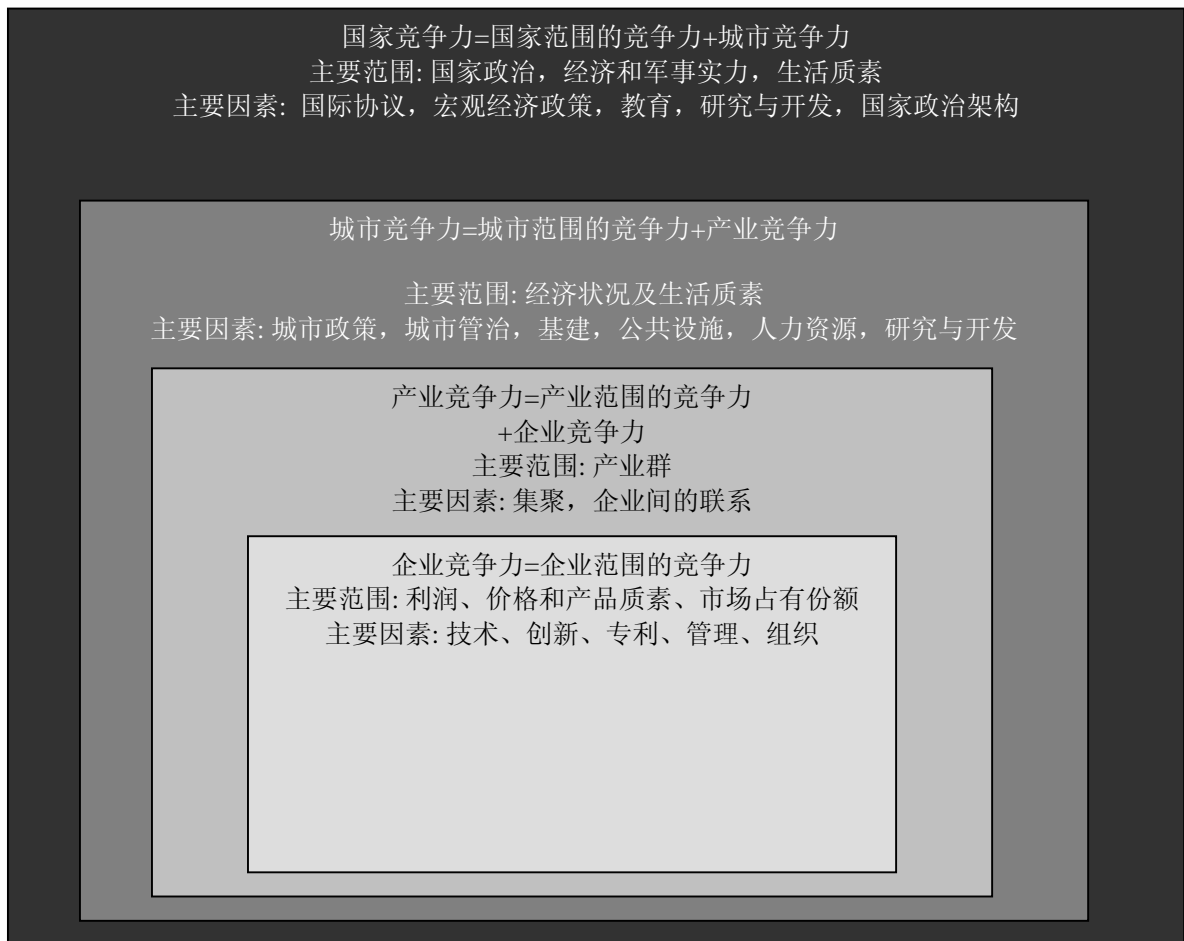 国家竞争力=国家范围的竞争力+城市竞争力
主要范围: 国家政治，经济和军事实力，生活质素
主要因素: 国际协议，宏观经济政策，教育，研究与开发，国家政治架构
城市竞争力=城市范围的竞争力+产业竞争力
主要范围: 经济状况及生活质素
主要因素: 城市政策，城市管治，基建，公共设施，人力资源，研究与开发
产业竞争力=产业范围的竞争力
+企业竞争力
主要范围: 产业群
主要因素: 集聚，企业间的联系
企业竞争力=企业范围的竞争力
主要范围: 利润、价格和产品质素、市场占有份额
主要因素: 技术、创新、专利、管理、组织